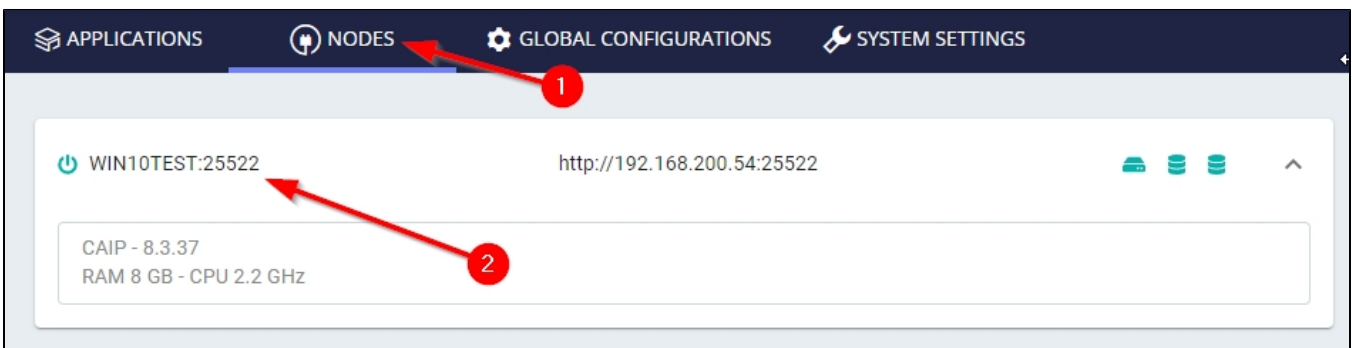 APPLICATIONS NODES GLOBAL CONFIGURATIONS SYSTEM SETTINGS
1
WIN10TEST:25522 http://192.168.200.54:25522
CAIP - 8.3.37
2
RAM 8 GB - CPU 2.2 GHz